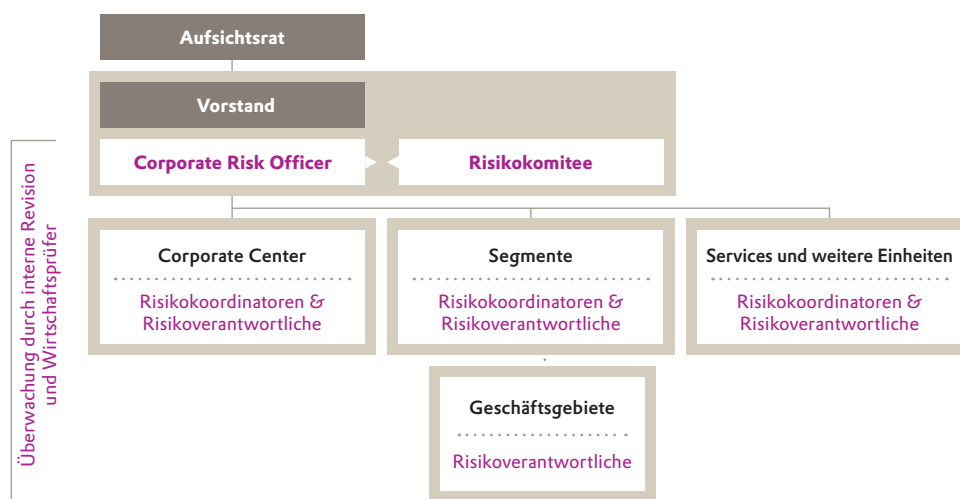 Aufsichtsrat
Vorstand
Corporate Risk Officer
Risikokomitee
Überwachung durch interne Revision
und Wirtschaftsprüfer
Corporate Center
Risikokoordinatoren &
Risikoverantwortliche
Segmente
Risikokoordinatoren &
Risikoverantwortliche
Services und weitere Einheiten
Risikokoordinatoren &
Risikoverantwortliche
Geschäftsgebiete
Risikoverantwortliche